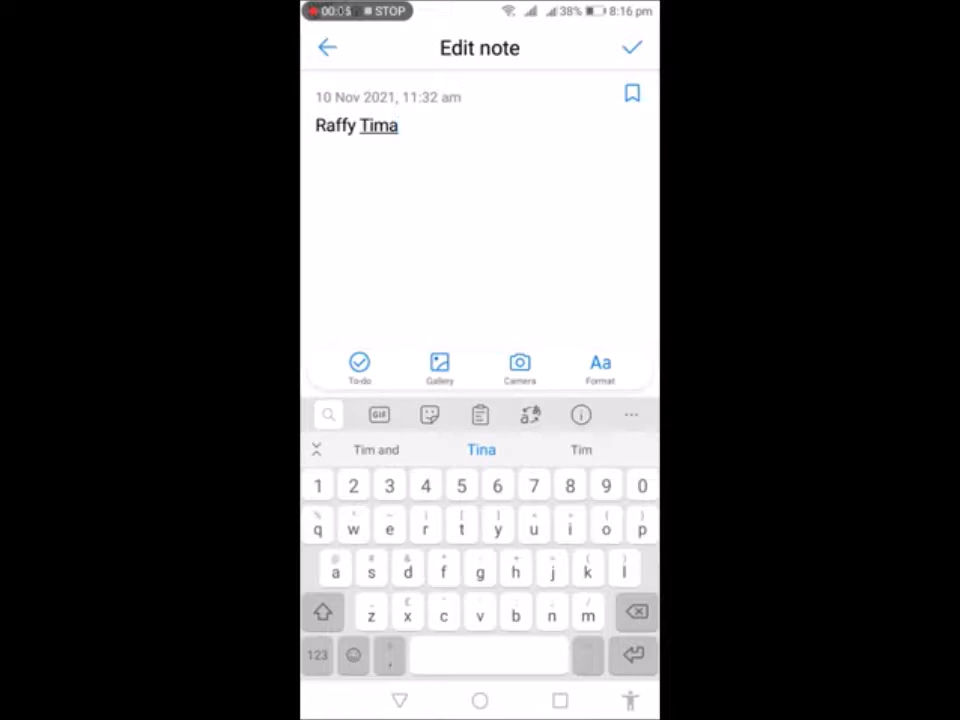 00:05 STOP 38% 8:16 pm
Edit note
10 Nov 2021, 11:32 am
Raffy Tima
To-do Gallery Camera Aa Format
GIF
Tim and Tina Tim
1 2 3 4 5 6 7 8 9 0
q w e r t y u i o p
a s d f g h j k l
z x c v b n m
123